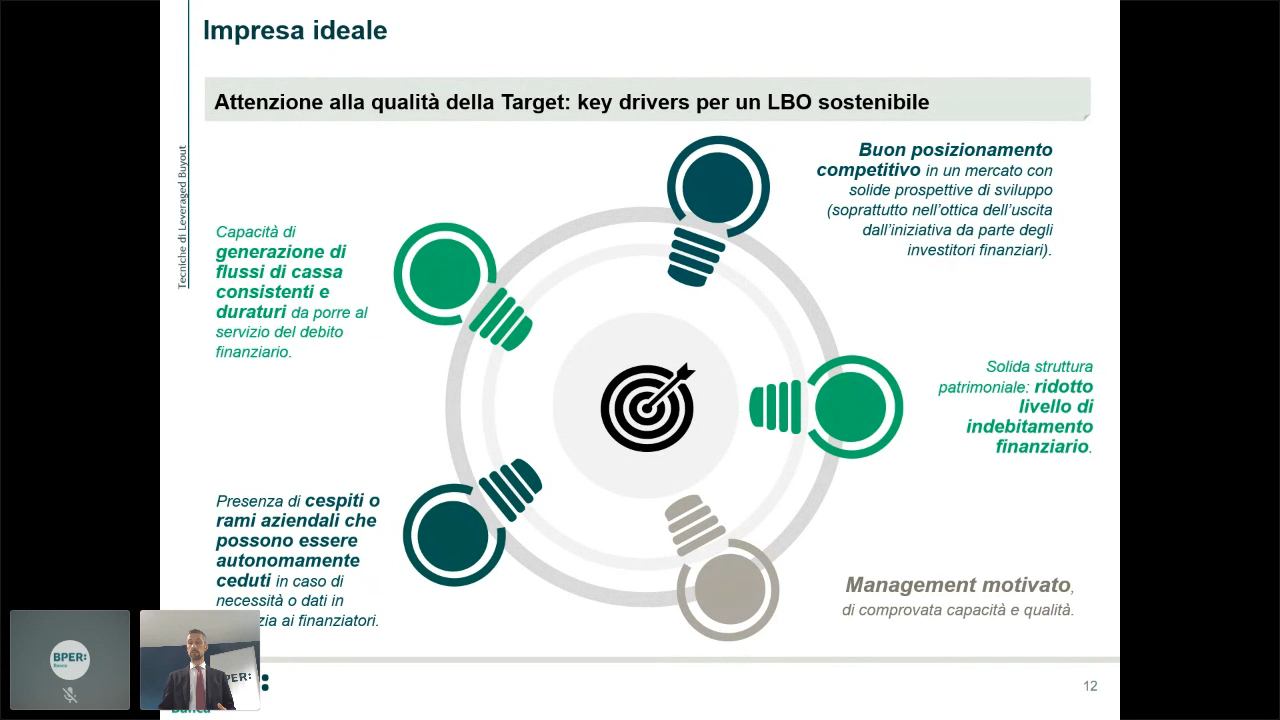 Impresa ideale
Attenzione alla qualità della Target: key drivers per un LBO sostenibile
Tecniche di Leveraged Buyout
Buon posizionamento
competitivo in un mercato con
solide prospettive di sviluppo
(soprattutto nell'ottica dell'uscita
dall'iniziativa da parte degli
investitori finanziari).
Capacità di
generazione di
flussi di cassa
consistenti e
duraturi da porre al
servizio del debito
finanziario.
Solida struttura
patrimoniale: ridotto
livello di
indebitamento
finanziario.
Presenza di cespiti o
rami aziendali che
possono essere
autonomamente
ceduti in caso di
necessità o dati in
ai finanziatori.
Management motivato,
di comprovata capacità e qualità.
BPER:
Banca
12